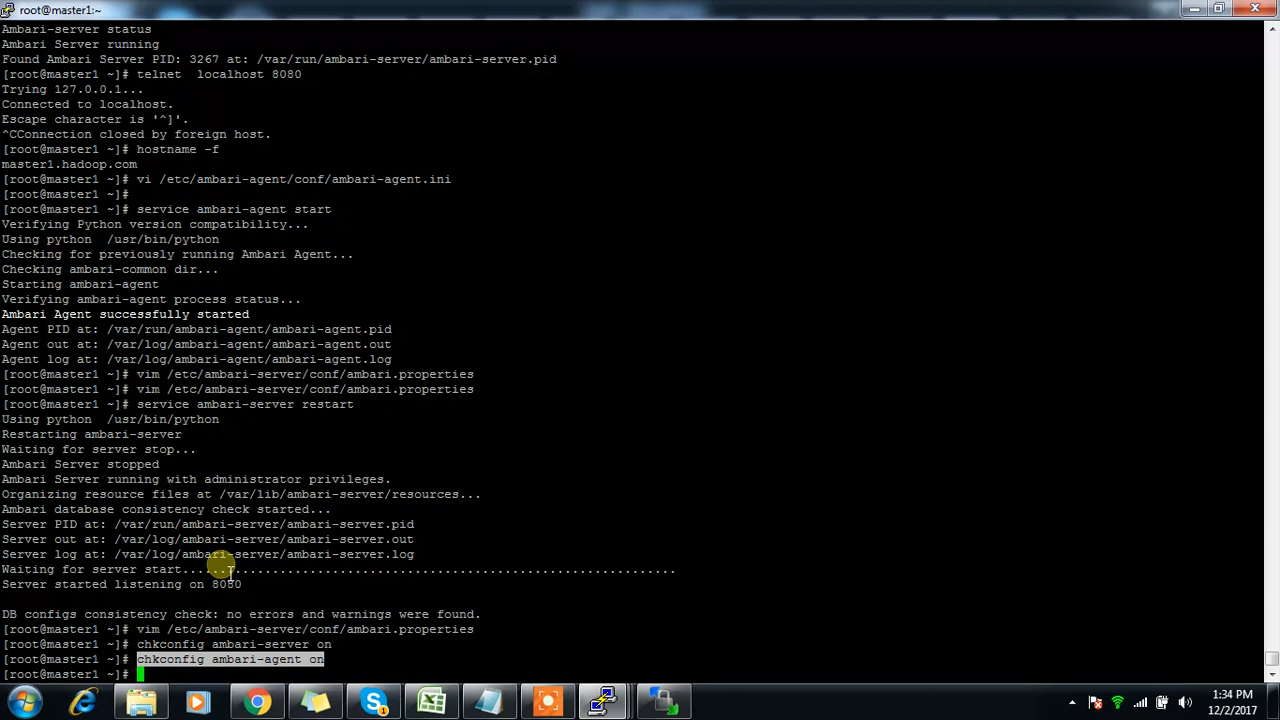 root@master1:~
Ambari-server status
Ambari Server running
Found Ambari Server PID: 3267 at: /var/run/ambari-server/ambari-server.pid
[root@master1 ~]# telnet  localhost 8080
Trying 127.0.0.1...
Connected to localhost.
Escape character is '^]'.
^CConnection closed by foreign host.
[root@master1 ~]# hostname -f
master1.hadoop.com
[root@master1 ~]# vi /etc/ambari-agent/conf/ambari-agent.ini
[root@master1 ~]#
[root@master1 ~]# service ambari-agent start
Verifying Python version compatibility...
Using python  /usr/bin/python
Checking for previously running Ambari Agent...
Checking ambari-common dir...
Starting ambari-agent
Verifying ambari-agent process status...
Ambari Agent successfully started
Agent PID at: /var/run/ambari-agent/ambari-agent.pid
Agent out at: /var/log/ambari-agent/ambari-agent.out
Agent log at: /var/log/ambari-agent/ambari-agent.log
[root@master1 ~]# vim /etc/ambari-server/conf/ambari.properties
[root@master1 ~]# vim /etc/ambari-server/conf/ambari.properties
[root@master1 ~]# service ambari-server restart
Using python  /usr/bin/python
Restarting ambari-server
Waiting for server stop...
Ambari Server stopped
Ambari Server running with administrator privileges.
Organizing resource files at /var/lib/ambari-server/resources...
Ambari database consistency check started...
Server PID at: /var/run/ambari-server/ambari-server.pid
Server out at: /var/log/ambari-server/ambari-server.out
Server log at: /var/log/ambari-server/ambari-server.log
Waiting for server start..................................................................
Server started listening on 8080
DB configs consistency check: no errors and warnings were found.
[root@master1 ~]# vim /etc/ambari-server/conf/ambari.properties
[root@master1 ~]# chkconfig ambari-server on
[root@master1 ~]# chkconfig ambari-agent on
[root@master1 ~]#
1:34 PM
12/2/2017